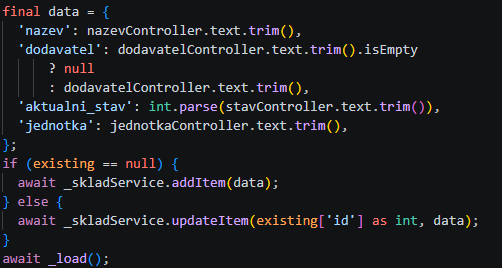 final data = {
  'nazev': nazevController.text.trim(),
  'dodavatel': dodavatelController.text.trim().isEmpty
      ? null
      : dodavatelController.text.trim(),
  'aktualni_stav': int.parse(stavController.text.trim()),
  'jednotka': jednotkaController.text.trim(),
};
if (existing == null) {
  await _skladService.addItem(data);
} else {
  await _skladService.updateItem(existing['id'] as int, data);
}
await _load();